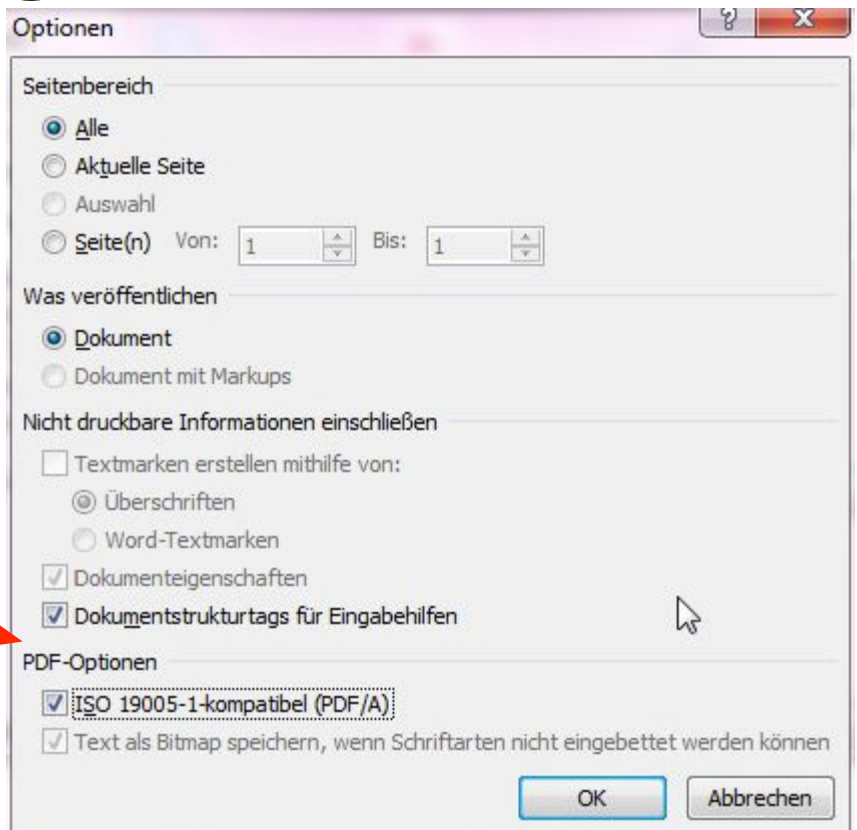 Optionen
Seitenbereich
Alle
Aktuelle Seite
Auswahl
Seite(n) Von: 1 Bis: 1
Was veröffentlichen
Dokument
Dokument mit Markups
Nicht druckbare Informationen einschließen
Textmarken erstellen mithilfe von:
Überschriften
Word-Textmarken
Dokumenteigenschaften
Dokumentstrukturtags für Eingabehilfen
PDF-Optionen
ISO 19005-1-kompatibel (PDF/A)
Text als Bitmap speichern, wenn Schriftarten nicht eingebettet werden können
OK Abbrechen